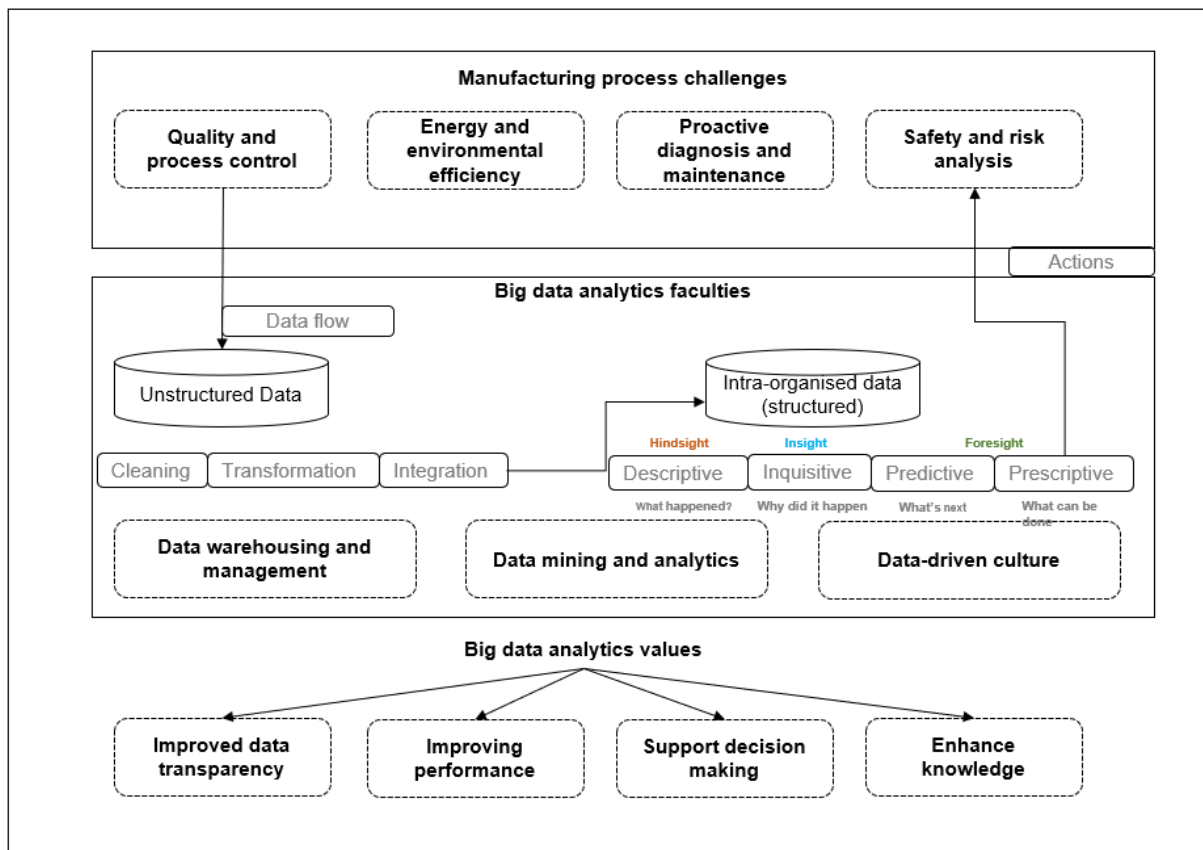 Manufacturing process challenges
Quality and
process control
Energy and
environmental
efficiency
Proactive
diagnosis and
maintenance
Safety and risk
analysis
Actions
Big data analytics faculties
Data flow
Unstructured Data
Intra-organised data
(structured)
Hindsight
Insight
Foresight
Cleaning
Transformation
Integration
Descriptive
Inquisitive
Predictive
Prescriptive
What happened?
Why did it happen
What's next
What can be
done
Data warehousing and
management
Data mining and analytics
Data-driven culture
Big data analytics values
Improved data
transparency
Improving
performance
Support decision
making
Enhance
knowledge